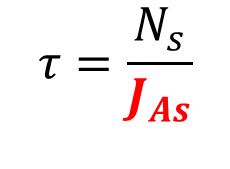 τ = N_s / J_As